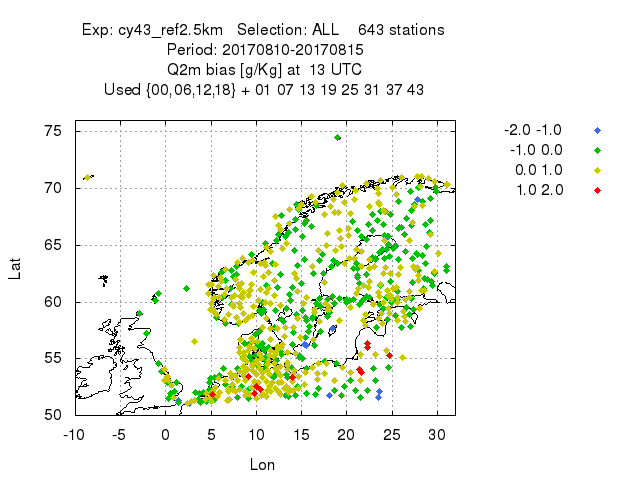 Exp: cy43_ref2.5km   Selection: ALL    643 stations
Period: 20170810-20170815
Q2m bias [g/Kg] at  13 UTC
Used {00,06,12,18} + 01 07 13 19 25 31 37 43
-2.0 -1.0
-1.0 0.0
0.0 1.0
1.0 2.0
75
70
65
60
55
50
Lat
-10 -5 0 5 10 15 20 25 30
Lon